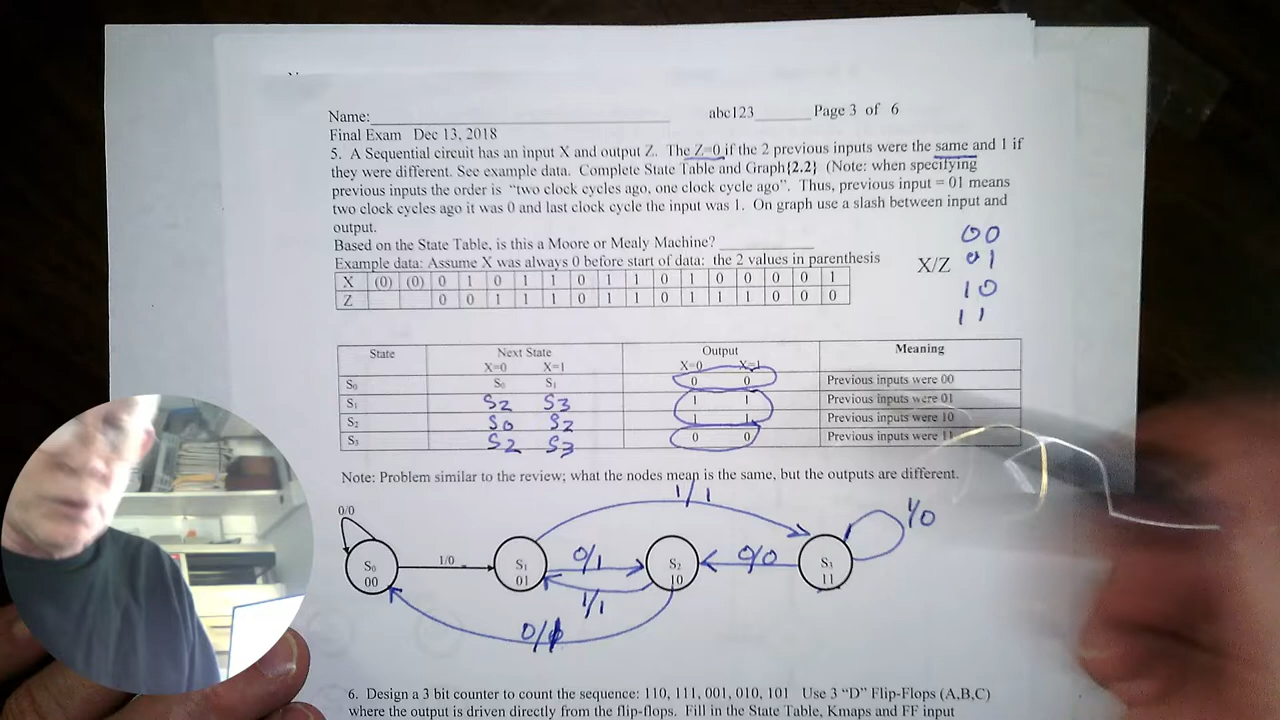 Name:____________ abc123______ Page 3 of 6
Final Exam Dec 13, 2018
5. A Sequential circuit has an input X and output Z. The Z=0 if the 2 previous inputs were the same and 1 if
they were different. See example data. Complete State Table and Graph{2.2} (Note: when specifying
previous inputs the order is "two clock cycles ago, one clock cycle ago". Thus, previous input = 01 means
two clock cycles ago it was 0 and last clock cycle the input was 1. On graph use a slash between input and
output.
Based on the State Table, is this a Moore or Mealy Machine? __________
Example data: Assume X was always 0 before start of data: the 2 values in parenthesis
X (0) (0) 0 1 0 1 1 0 1 1 0 1 0 0 0 0 1
Z 0 0 1 1 1 0 1 1 0 1 1 1 0 0 0
X/Z
00
01
10
11
State Next State Output Meaning
X=0 X=1 X=0 X=1
S0 S0 S1 0 0 Previous inputs were 00
S1 S2 S3 1 1 Previous inputs were 01
S2 S0 S2 1 1 Previous inputs were 10
S3 S2 S3 0 0 Previous inputs were 11
Note: Problem similar to the review; what the nodes mean is the same, but the outputs are different.
1/1
0/0
1/0
S0
00
1/0
S1
01
0/1
S2
10
0/0
S3
11
1/1
6. Design a 3 bit counter to count the sequence: 110, 111, 001, 010, 101 Use 3 "D" Flip-Flops (A,B,C)
where the output is driven directly from the flip-flops. Fill in the State Table, Kmaps and FF input